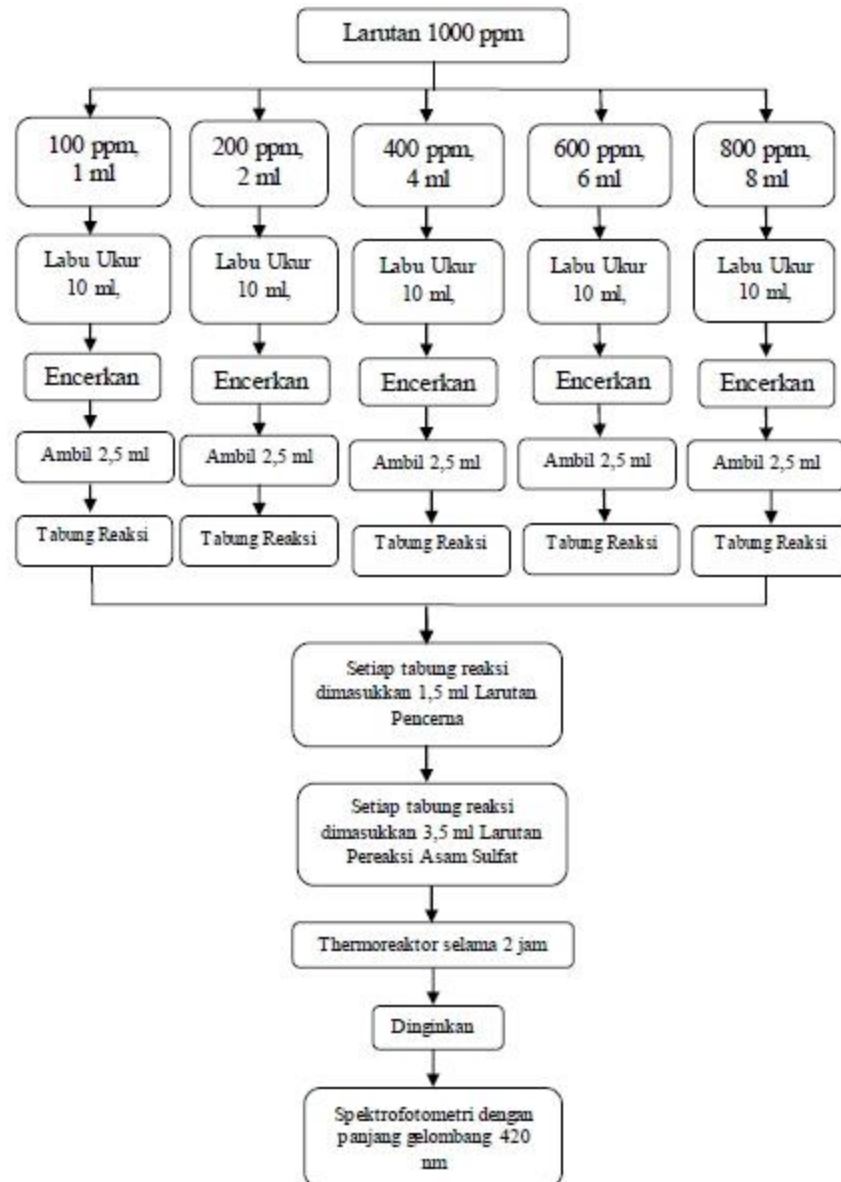 Larutan 1000 ppm
100 ppm,
1 ml
200 ppm,
2 ml
400 ppm,
4 ml
600 ppm,
6 ml
800 ppm,
8 ml
Labu Ukur
10 ml,
Labu Ukur
10 ml,
Labu Ukur
10 ml,
Labu Ukur
10 ml,
Labu Ukur
10 ml,
Encerkan
Encerkan
Encerkan
Encerkan
Encerkan
Ambil 2,5 ml
Ambil 2,5 ml
Ambil 2,5 ml
Ambil 2,5 ml
Ambil 2,5 ml
Tabung Reaksi
Tabung Reaksi
Tabung Reaksi
Tabung Reaksi
Tabung Reaksi
Setiap tabung reaksi
dimasukkan 1,5 ml Larutan
Pencerna
Setiap tabung reaksi
dimasukkan 3,5 ml Larutan
Pereaksi Asam Sulfat
Thermoreaktor selama 2 jam
Dinginkan
Spektrofotometri dengan
panjang gelombang 420
nm